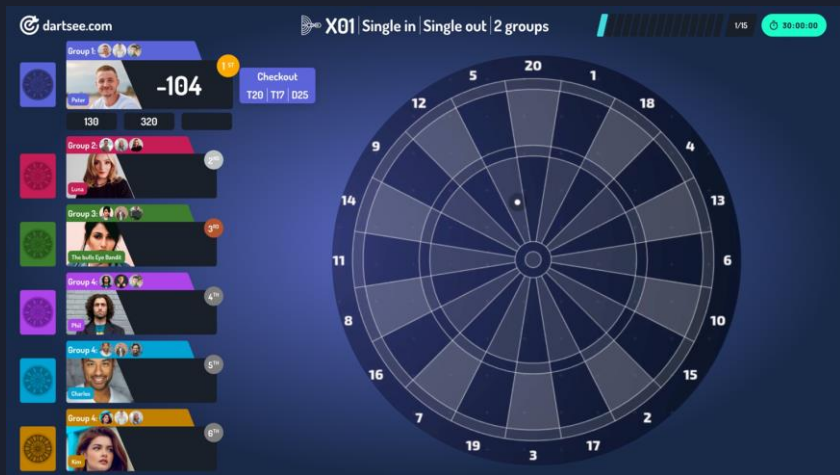 dartsee.com
X01 | Single in | Single out | 2 groups
1/15
30:00:00
Group 1:
1 ST
Peter
-104
Checkout
T20 | T17 | D25
130 320
Group 2:
2ND
Luna
Group 3:
3RD
The bulls Eye Bandit
Group 4:
4TH
Phil
Group 4:
5TH
Charles
Group 4:
6TH
Kim
20
1
18
4
13
6
10
15
2
17
3
19
7
16
8
11
14
9
12
5